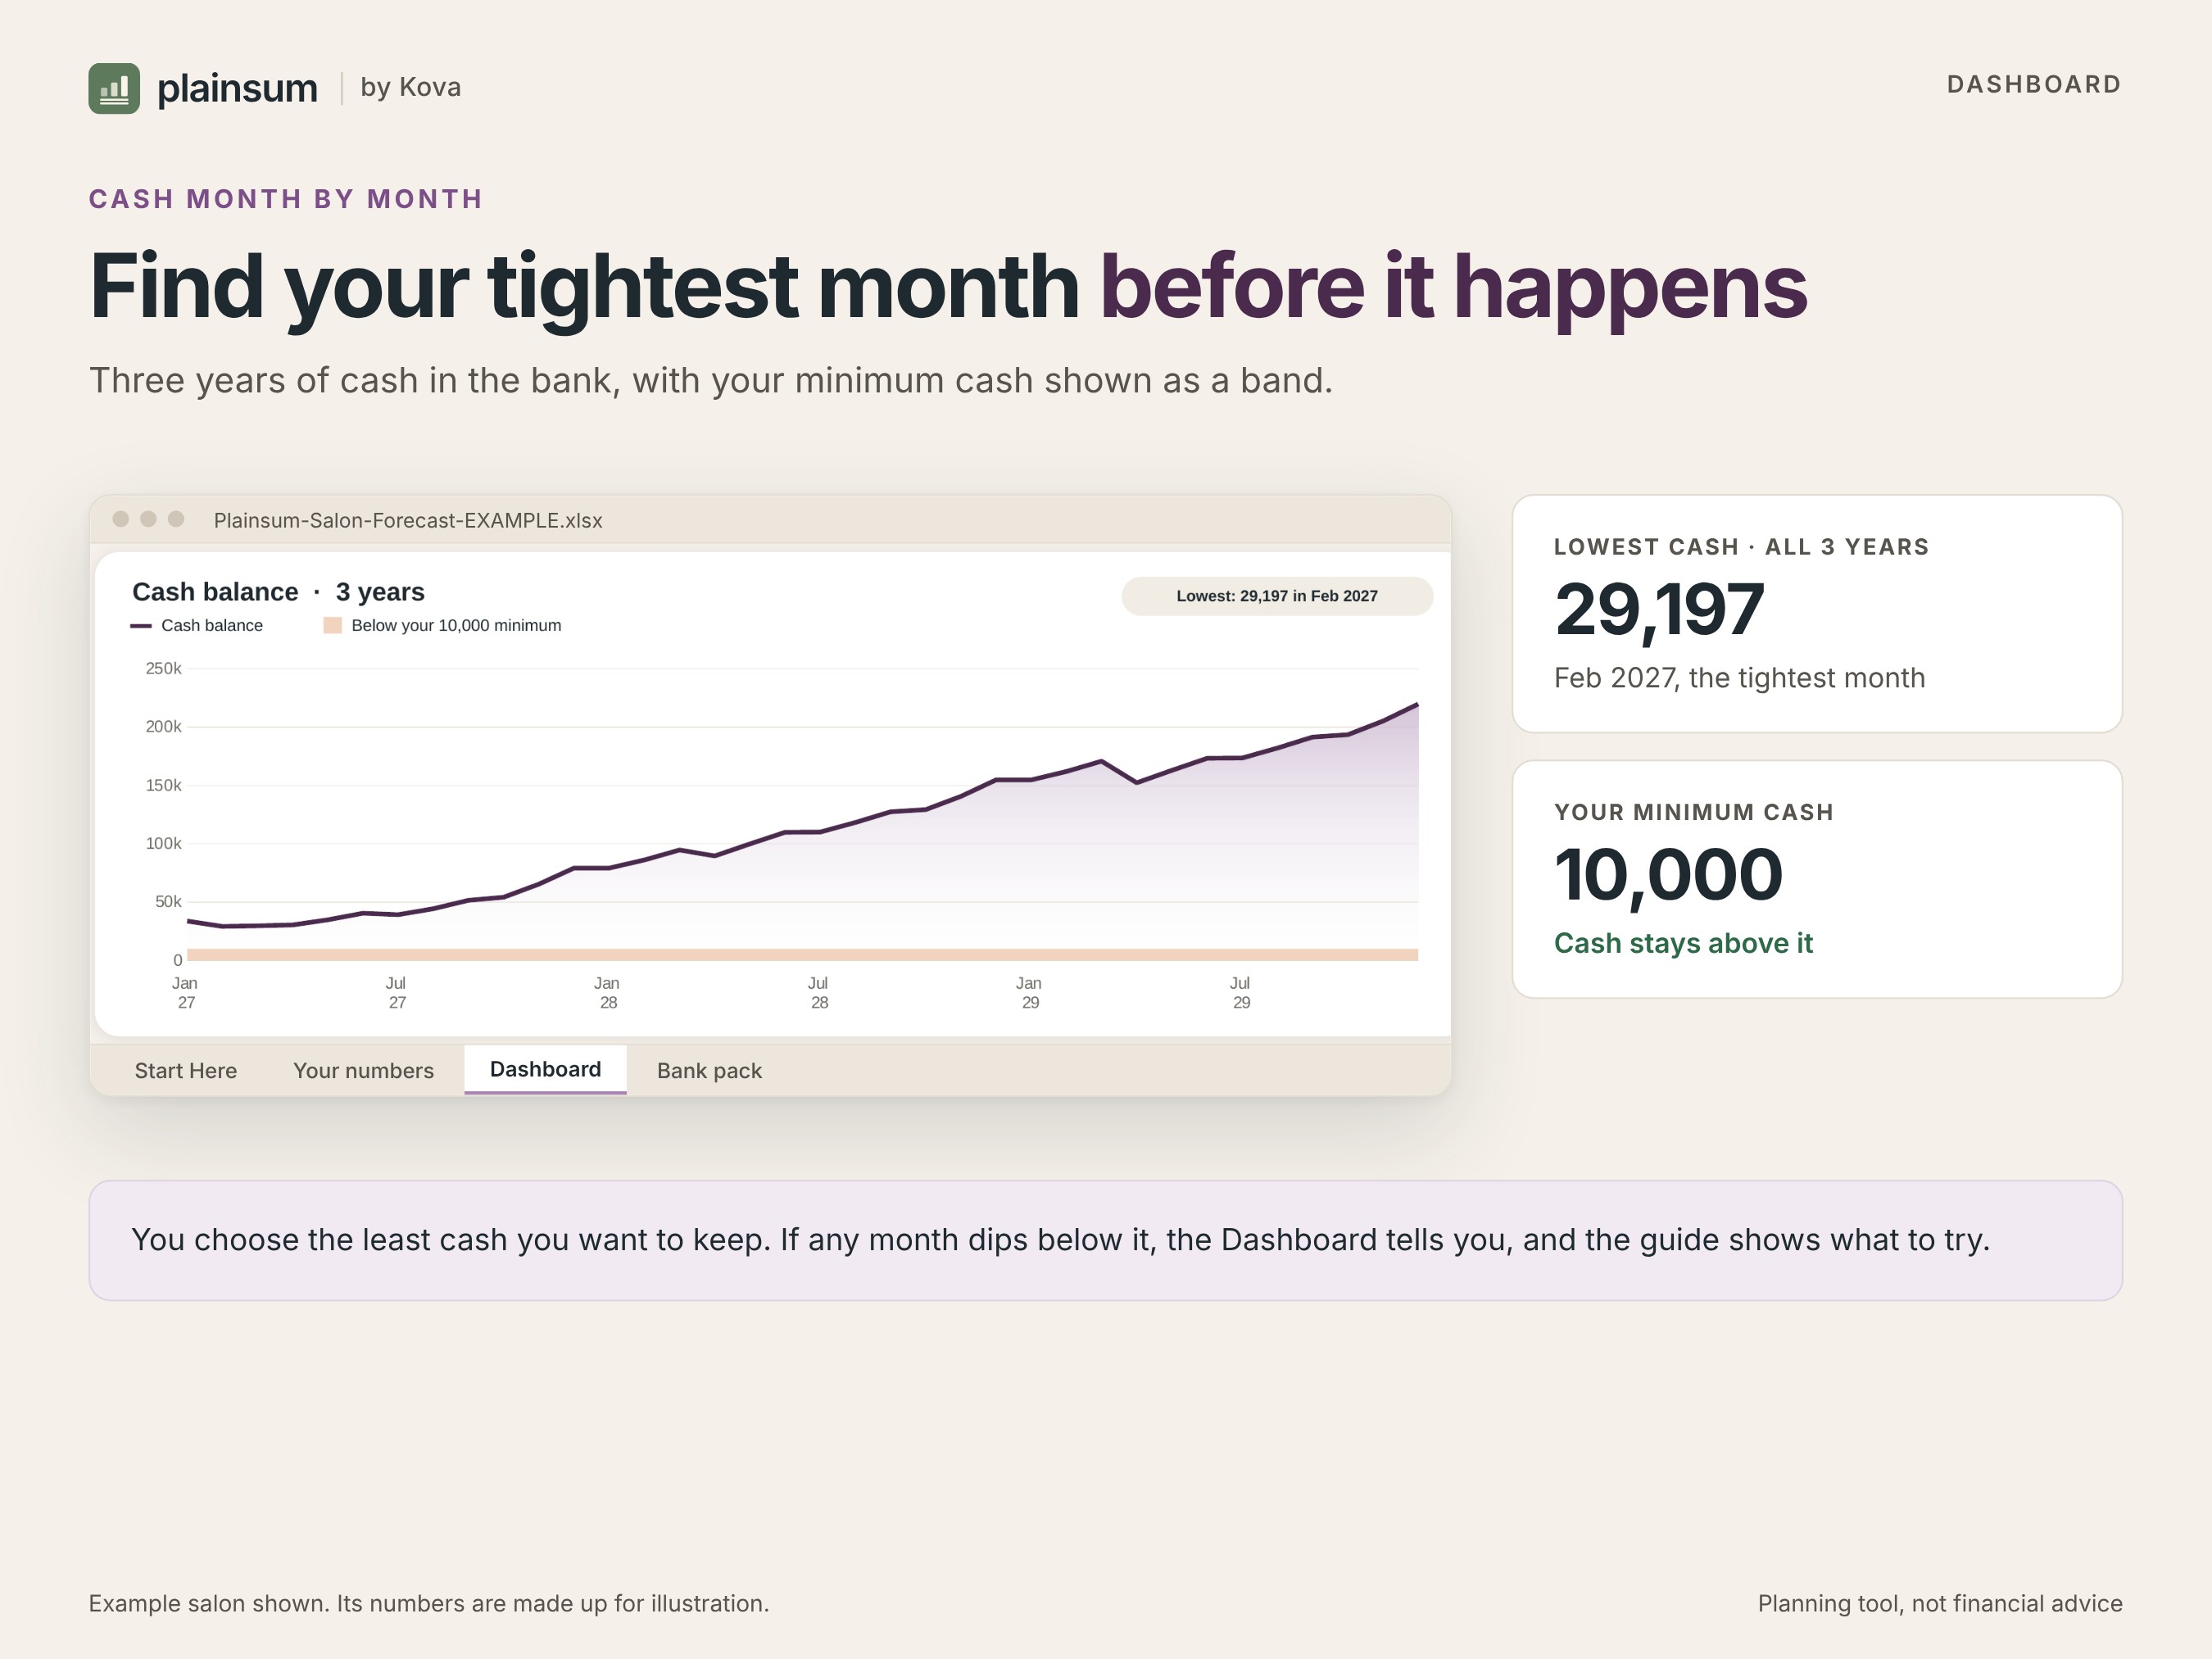 plainsum | by Kova
DASHBOARD
CASH MONTH BY MONTH
Find your tightest month before it happens
Three years of cash in the bank, with your minimum cash shown as a band.
Plainsum-Salon-Forecast-EXAMPLE.xlsx
Cash balance · 3 years
Lowest: 29,197 in Feb 2027
Cash balance
Below your 10,000 minimum
250k
200k
150k
100k
50k
0
Jan 27
Jul 27
Jan 28
Jul 28
Jan 29
Jul 29
Start Here
Your numbers
Dashboard
Bank pack
LOWEST CASH · ALL 3 YEARS
29,197
Feb 2027, the tightest month
YOUR MINIMUM CASH
10,000
Cash stays above it
You choose the least cash you want to keep. If any month dips below it, the Dashboard tells you, and the guide shows what to try.
Example salon shown. Its numbers are made up for illustration.
Planning tool, not financial advice